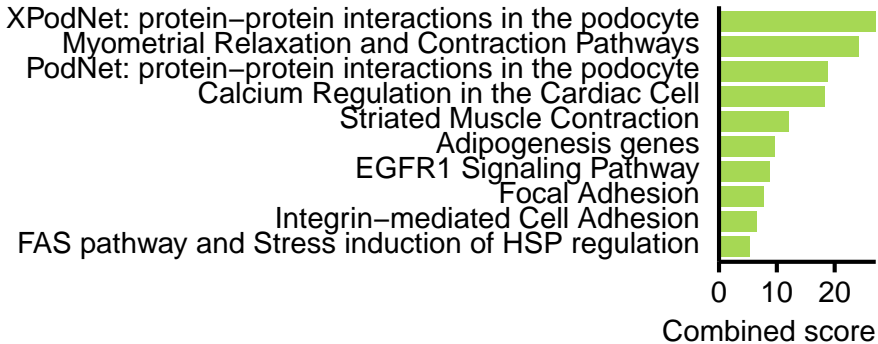 XPodNet: protein−protein interactions in the podocyte
Myometrial Relaxation and Contraction Pathways
PodNet: protein−protein interactions in the podocyte
Calcium Regulation in the Cardiac Cell
Striated Muscle Contraction
Adipogenesis genes
EGFR1 Signaling Pathway
Focal Adhesion
Integrin−mediated Cell Adhesion
FAS pathway and Stress induction of HSP regulation
0 10 20
Combined score